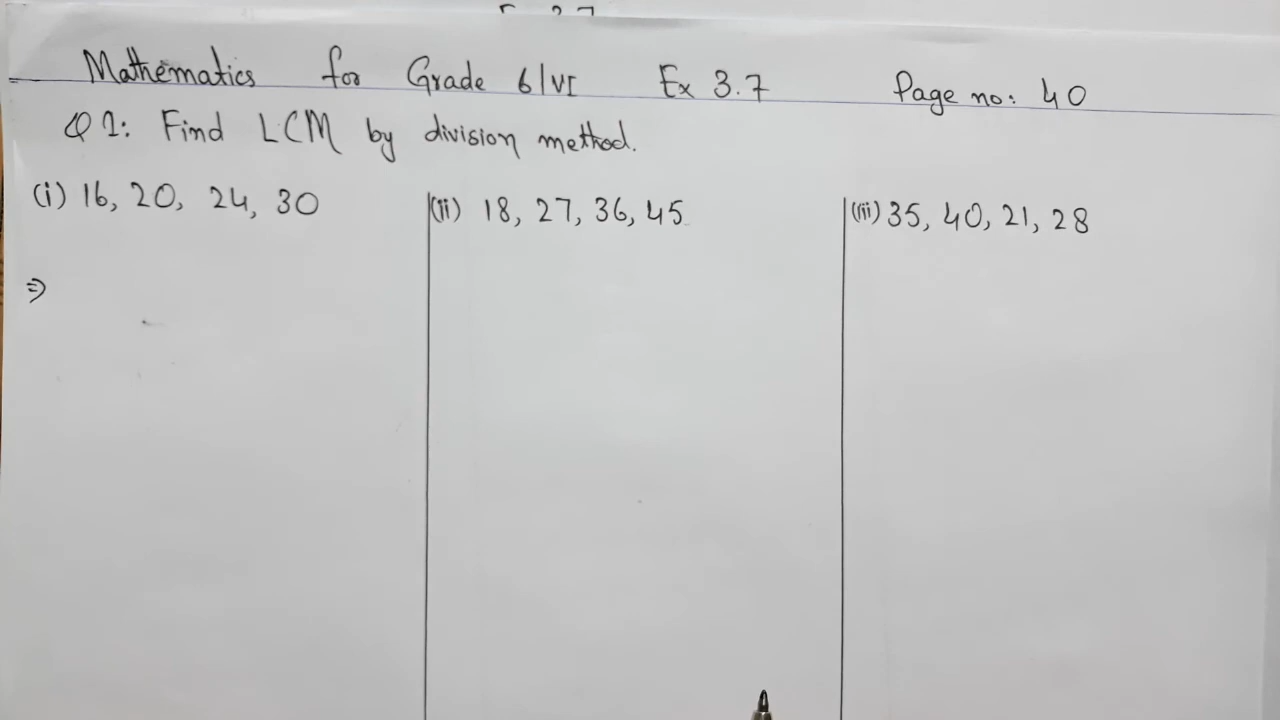 Mathematics for Grade 6/VI Ex 3.7 Page no: 40
Q 1: Find LCM by division method.
(i) 16, 20, 24, 30
(ii) 18, 27, 36, 45
(iii) 35, 40, 21, 28
⇒